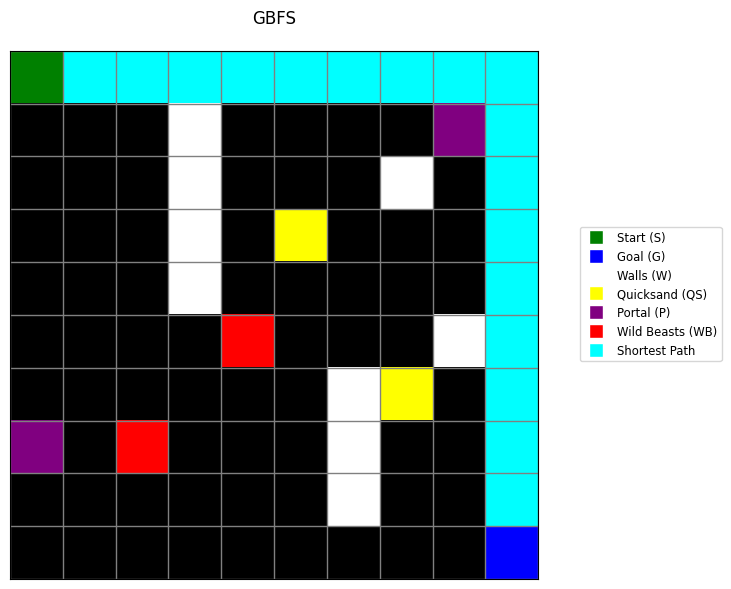 GBFS
Start (S)
Goal (G)
Walls (W)
Quicksand (QS)
Portal (P)
Wild Beasts (WB)
Shortest Path